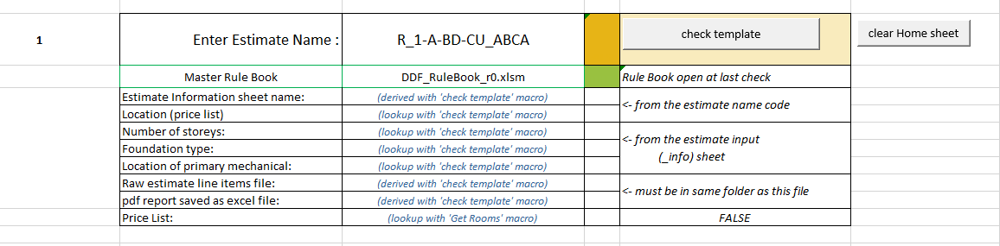 1 Enter Estimate Name : R_1-A-BD-CU_ABCA check template clear Home sheet
Master Rule Book DDF_RuleBook_r0.xlsm Rule Book open at last check
Estimate Information sheet name: (derived with 'check template' macro)
<- from the estimate name code
Location (price list) (lookup with 'check template' macro)
Number of storeys: (lookup with 'check template' macro)
<- from the estimate input
Foundation type: (lookup with 'check template' macro)
(_info) sheet
Location of primary mechanical: (lookup with 'check template' macro)
Raw estimate line items file: (derived with 'check template' macro)
<- must be in same folder as this file
pdf report saved as excel file: (derived with 'check template' macro)
Price List: (lookup with 'Get Rooms' macro) FALSE